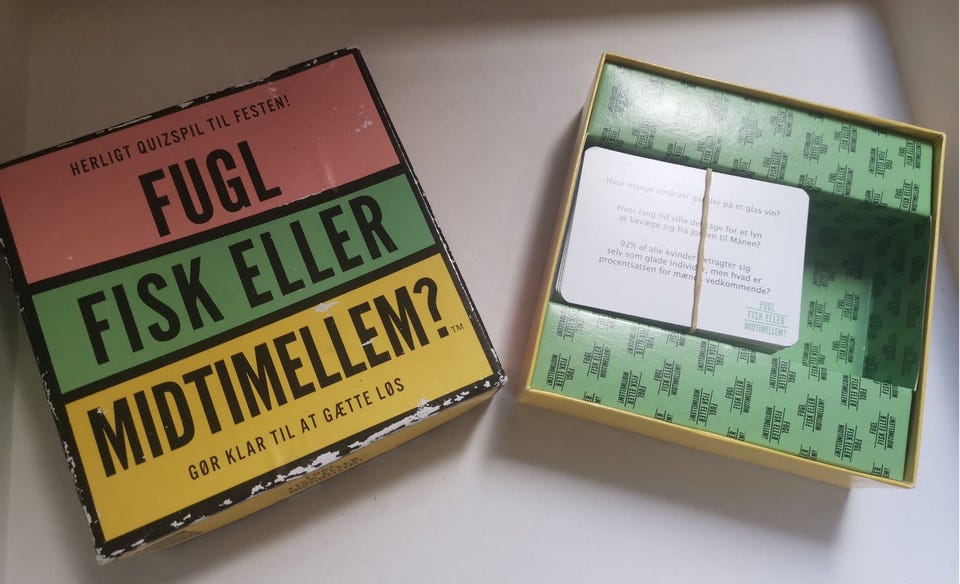 HERLIGT QUIZSPIL TIL FESTEN!
FUGL
FISK ELLER
MIDTIMELLEM?™
GØR KLAR TIL AT GÆTTE LØS
Hvor mange vindruer går der på et glas vin?
Hvor lang tid ville det tage for et lyn
at bevæge sig fra Jorden til Månen?
92% af alle kvinder betragter sig
selv som glade individer, men hvad er
procentsatsen for mænds vedkommende?
FUGL
FISK ELLER
MIDTIMELLEM?